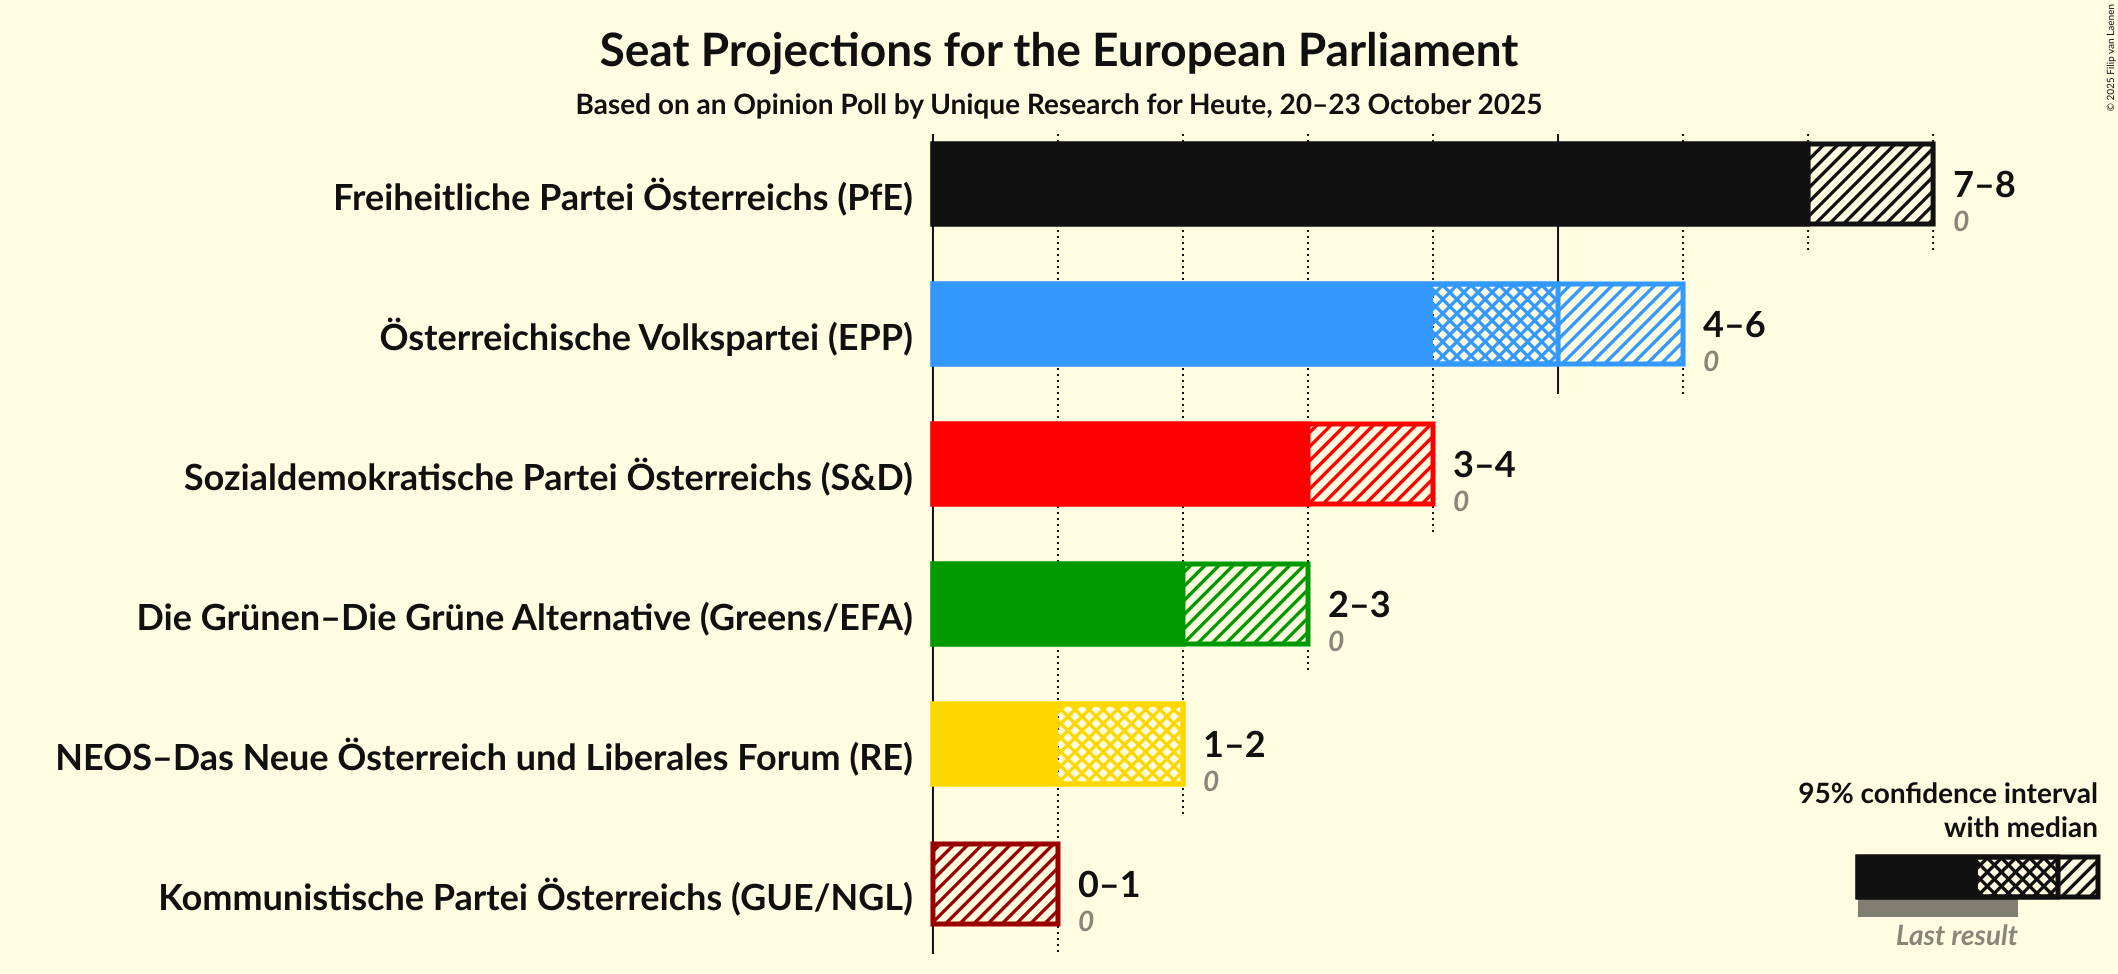 Seat Projections for the European Parliament
Based on an Opinion Poll by Unique Research for Heute, 20–23 October 2025
© 2025 Filip van Laenen
Freiheitliche Partei Österreichs (PfE)
7–8
0
Österreichische Volkspartei (EPP)
4–6
0
Sozialdemokratische Partei Österreichs (S&D)
3–4
0
Die Grünen–Die Grüne Alternative (Greens/EFA)
2–3
0
NEOS–Das Neue Österreich und Liberales Forum (RE)
1–2
0
Kommunistische Partei Österreichs (GUE/NGL)
0–1
0
95% confidence interval
with median
Last result